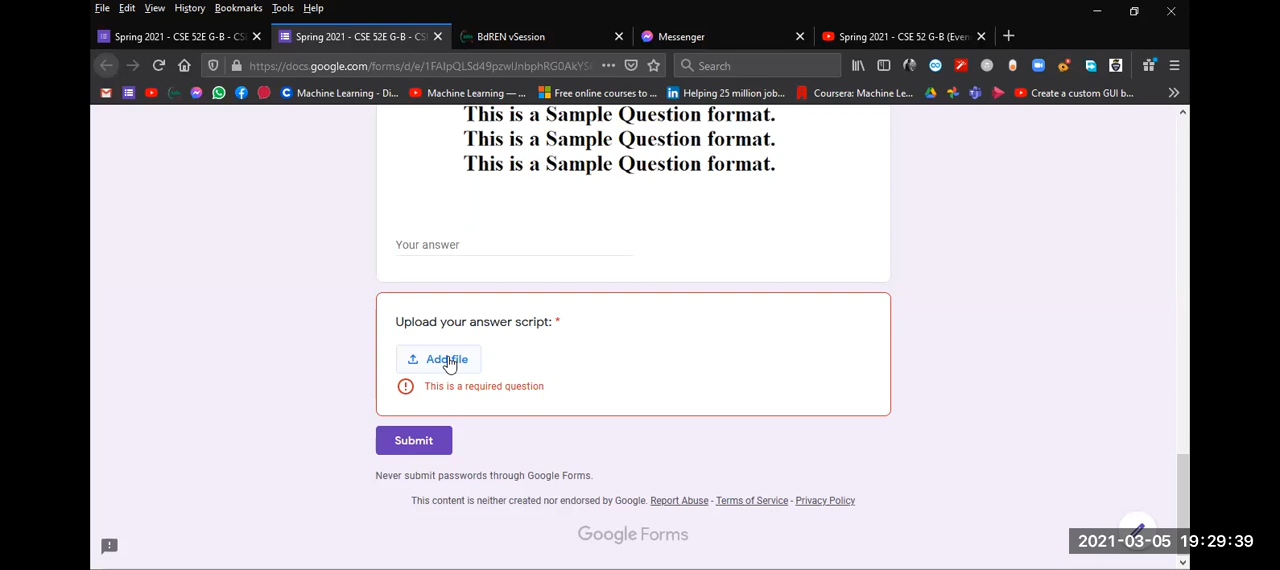 File Edit View History Bookmarks Tools Help
Spring 2021 - CSE 52E G-B - CS
Spring 2021 - CSE 52E G-B - CS
BdREN vSession
Messenger
Spring 2021 - CSE 52 G-B (Even
Search
Machine Learning - Di...
Machine Learning — ...
Free online courses to ...
Helping 25 million job...
Coursera: Machine Le...
Create a custom GUI b...
This is a Sample Question format.
This is a Sample Question format.
This is a Sample Question format.
Your answer
Upload your answer script: *
Add file
This is a required question
Submit
Never submit passwords through Google Forms.
This content is neither created nor endorsed by Google. Report Abuse - Terms of Service - Privacy Policy
Google Forms
2021-03-05 19:29:39